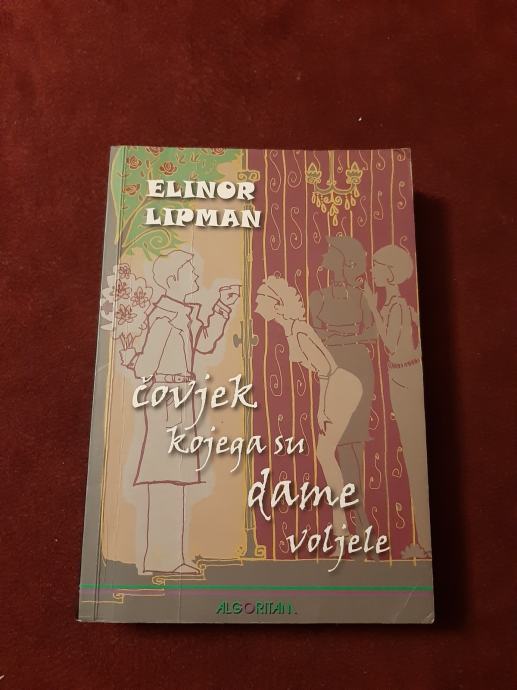 ELINOR
LIPMAN
čovjek
kojega su
dame
voljele
ALGORITAM